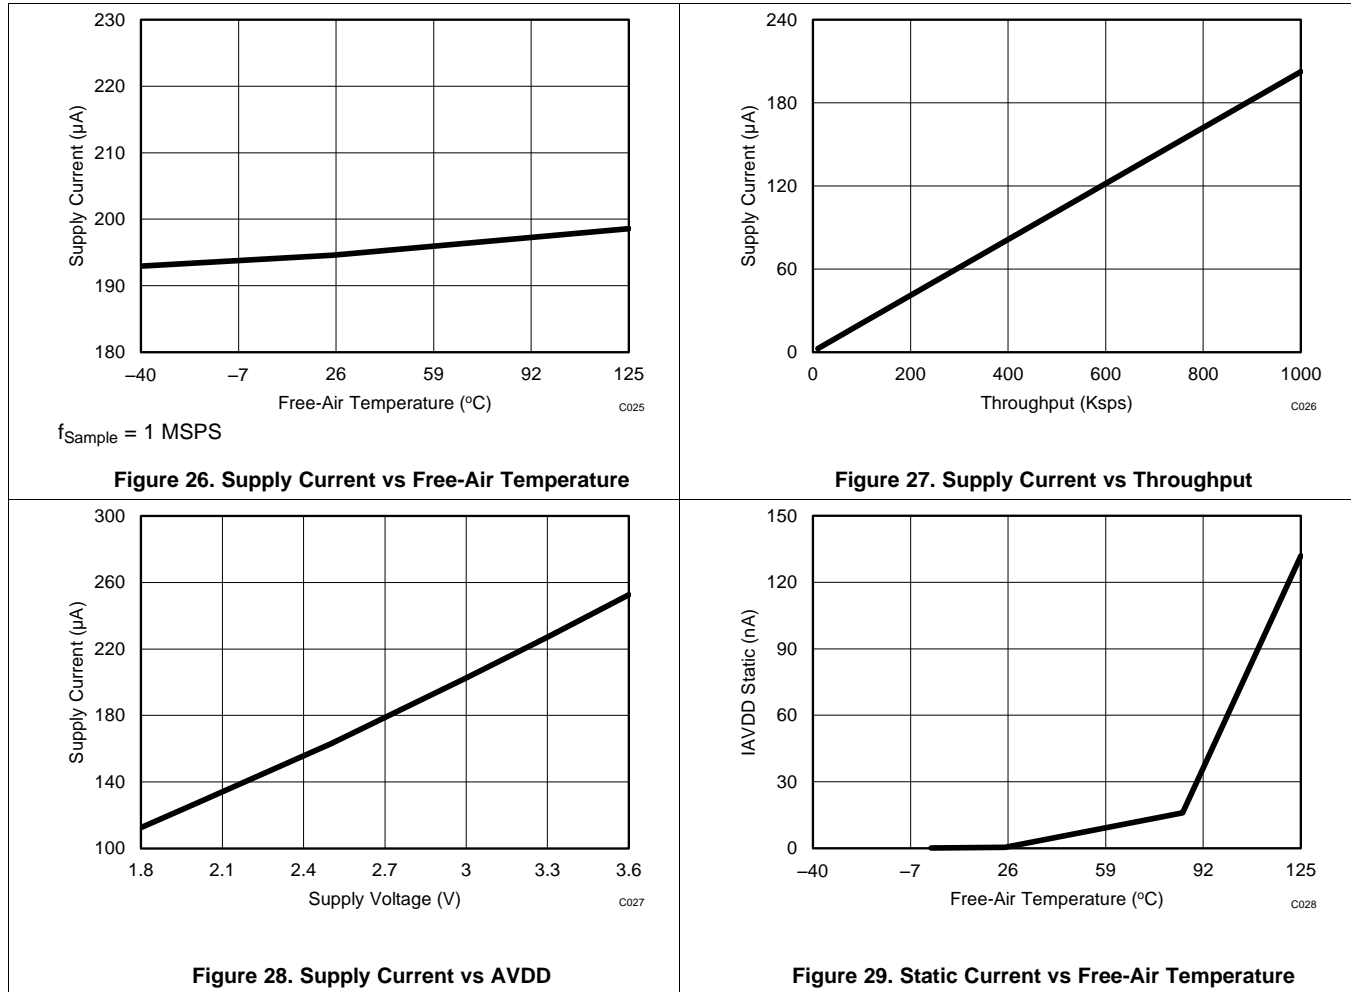 230
220
210
200
190
180
Supply Current (µA)
–40 –7 26 59 92 125
Free-Air Temperature (ºC)
C025
fSample = 1 MSPS
Figure 26. Supply Current vs Free-Air Temperature
240
180
120
60
0
Supply Current (µA)
0 200 400 600 800 1000
Throughput (Ksps)
C026
Figure 27. Supply Current vs Throughput
300
260
220
180
140
100
Supply Current (µA)
1.8 2.1 2.4 2.7 3 3.3 3.6
Supply Voltage (V)
C027
Figure 28. Supply Current vs AVDD
150
120
90
60
30
0
IAVDD Static (nA)
–40 –7 26 59 92 125
Free-Air Temperature (ºC)
C028
Figure 29. Static Current vs Free-Air Temperature